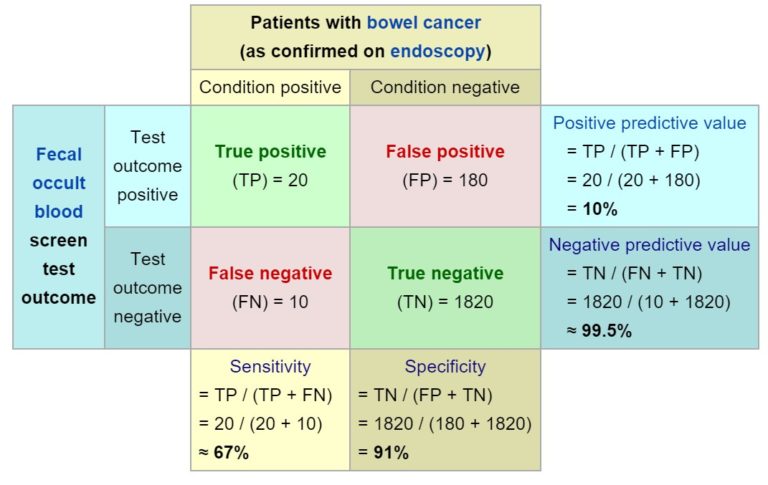 Patients with bowel cancer
(as confirmed on endoscopy)
Condition positive
Condition negative
Fecal
occult
blood
screen
test
outcome
Test
outcome
positive
True positive
(TP) = 20
False positive
(FP) = 180
Positive predictive value
= TP / (TP + FP)
= 20 / (20 + 180)
= 10%
Test
outcome
negative
False negative
(FN) = 10
True negative
(TN) = 1820
Negative predictive value
= TN / (FN + TN)
= 1820 / (10 + 1820)
≈ 99.5%
Sensitivity
= TP / (TP + FN)
= 20 / (20 + 10)
≈ 67%
Specificity
= TN / (FP + TN)
= 1820 / (180 + 1820)
= 91%